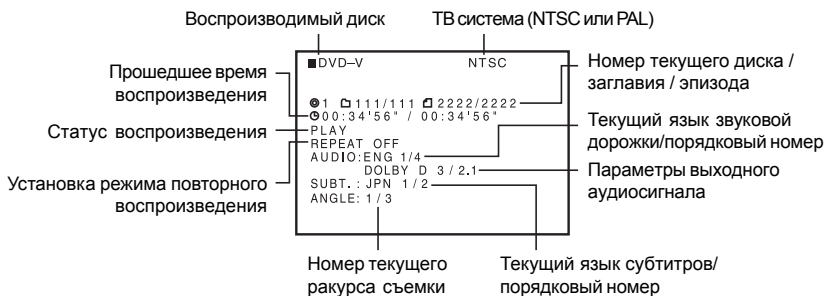 Воспроизводимый диск
ТВ система (NTSC или PAL)
Прошедшее время
воспроизведения
Статус воспроизведения
Установка режима повторного
воспроизведения
DVD–V NTSC
1 111/111 2222/2222
00:34'56" / 00:34'56"
PLAY
REPEAT OFF
AUDIO:ENG 1/4
DOLBY D 3/2.1
SUBT.: JPN 1/2
ANGLE: 1/3
Номер текущего диска /
заглавия / эпизода
Текущий язык звуковой
дорожки/порядковый номер
Параметры выходного
аудиосигнала
Номер текущего
ракурса съемки
Текущий язык субтитров/
порядковый номер